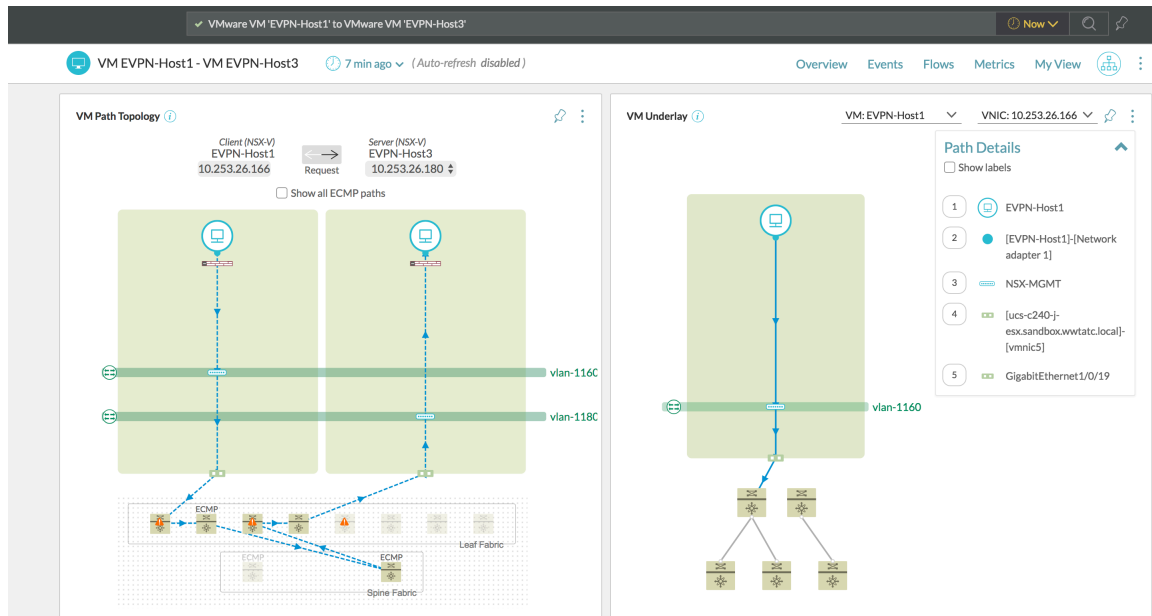 VMware VM 'EVPN-Host1' to VMware VM 'EVPN-Host3'
Now
VM EVPN-Host1 - VM EVPN-Host3
7 min ago
(Auto-refresh disabled)
Overview
Events
Flows
Metrics
My View
VM Path Topology
Client (NSX-V)
EVPN-Host1
10.253.26.166
Request
Server (NSX-V)
EVPN-Host3
10.253.26.180
Show all ECMP paths
vlan-1160
vlan-1180
ECMP
Leaf Fabric
ECMP
ECMP
Spine Fabric
VM Underlay
VM: EVPN-Host1
VNIC: 10.253.26.166
vlan-1160
Path Details
Show labels
1 EVPN-Host1
2 [EVPN-Host1]-[Network
adapter 1]
3 NSX-MGMT
4 [ucs-c240-j-
esx.sandbox.wwtatc.local]-
[vmnic5]
5 GigabitEthernet1/0/19